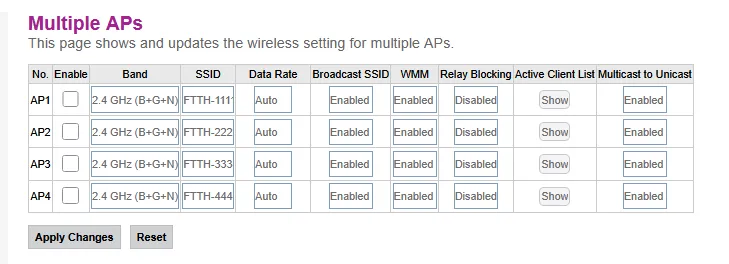 Multiple APs
This page shows and updates the wireless setting for multiple APs.
No. Enable Band SSID Data Rate Broadcast SSID WMM Relay Blocking Active Client List Multicast to Unicast
AP1 2.4 GHz (B+G+N) FTTH-111 Auto Enabled Enabled Disabled Show Enabled
AP2 2.4 GHz (B+G+N) FTTH-222 Auto Enabled Enabled Disabled Show Enabled
AP3 2.4 GHz (B+G+N) FTTH-333 Auto Enabled Enabled Disabled Show Enabled
AP4 2.4 GHz (B+G+N) FTTH-444 Auto Enabled Enabled Disabled Show Enabled
Apply Changes Reset